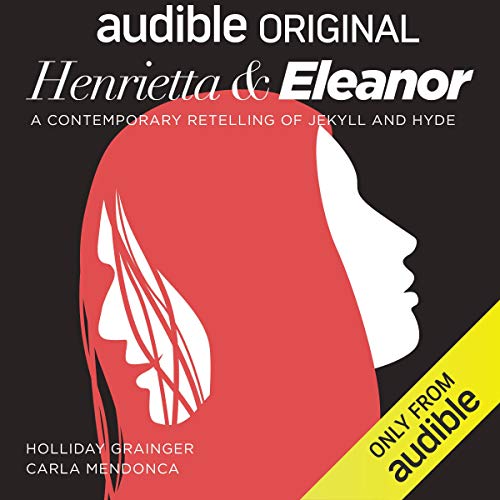 audible ORIGINAL
Henrietta & Eleanor
A CONTEMPORARY RETELLING OF JEKYLL AND HYDE
HOLLIDAY GRAINGER
CARLA MENDONCA
ONLY FROM
audible